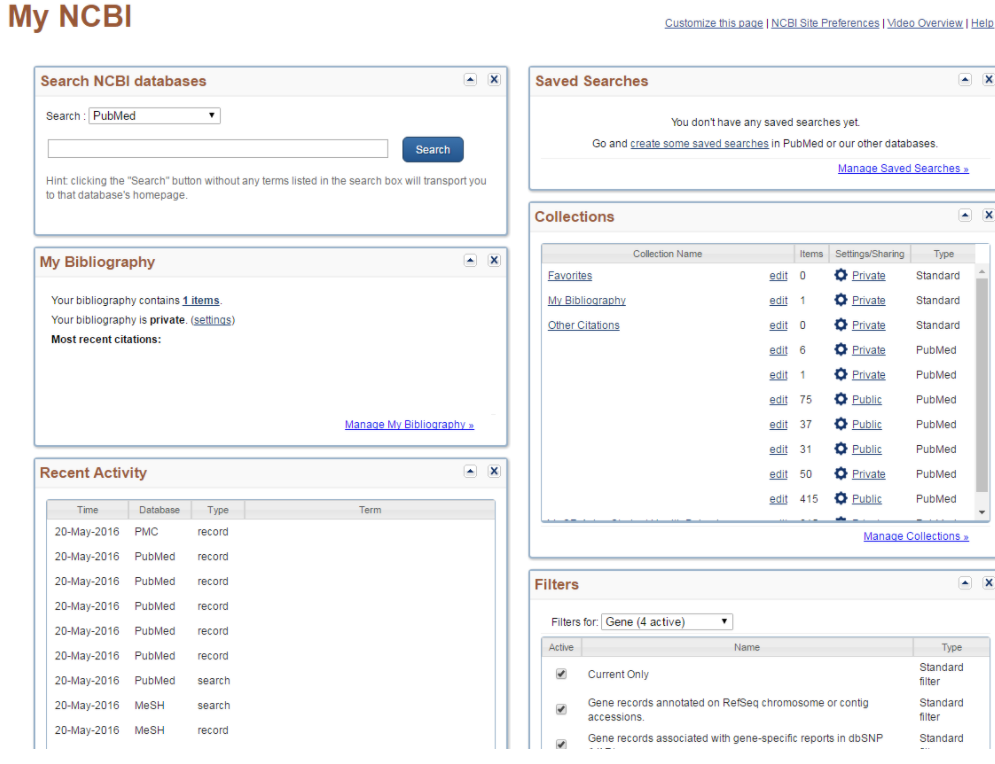 My NCBI
Customize this page | NCBI Site Preferences | Video Overview | Help
Search NCBI databases
Search : PubMed
Search
Hint: clicking the "Search" button without any terms listed in the search box will transport you
to that database's homepage.
My Bibliography
Your bibliography contains 1 items.
Your bibliography is private. (settings)
Most recent citations:
Manage My Bibliography »
Recent Activity
Time Database Type Term
20-May-2016 PMC record
20-May-2016 PubMed record
20-May-2016 PubMed record
20-May-2016 PubMed record
20-May-2016 PubMed record
20-May-2016 PubMed record
20-May-2016 PubMed search
20-May-2016 MeSH search
20-May-2016 MeSH record
Saved Searches
You don't have any saved searches yet.
Go and create some saved searches in PubMed or our other databases.
Manage Saved Searches »
Collections
Collection Name Items Settings/Sharing Type
Favorites edit 0 Private Standard
My Bibliography edit 1 Private Standard
Other Citations edit 0 Private Standard
edit 6 Private PubMed
edit 1 Private PubMed
edit 75 Public PubMed
edit 37 Public PubMed
edit 31 Public PubMed
edit 50 Private PubMed
edit 415 Public PubMed
Manage Collections »
Filters
Filters for: Gene (4 active)
Active Name Type
Current Only Standard
filter
Gene records annotated on RefSeq chromosome or contig Standard
accessions. filter
Gene records associated with gene-specific reports in dbSNP Standard